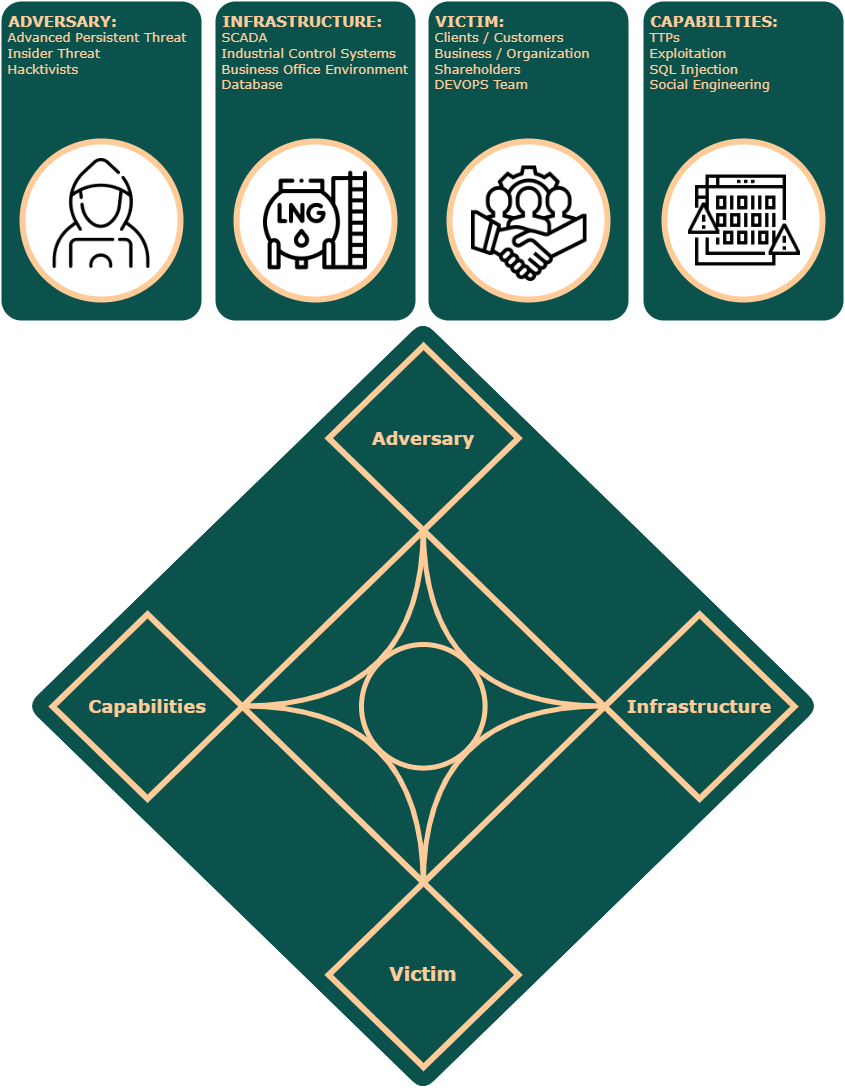 ADVERSARY:
Advanced Persistent Threat
Insider Threat
Hacktivists
INFRASTRUCTURE:
SCADA
Industrial Control Systems
Business Office Environment
Database
LNG
VICTIM:
Clients / Customers
Business / Organization
Shareholders
DEVOPS Team
CAPABILITIES:
TTPs
Exploitation
SQL Injection
Social Engineering
Adversary
Capabilities
Infrastructure
Victim